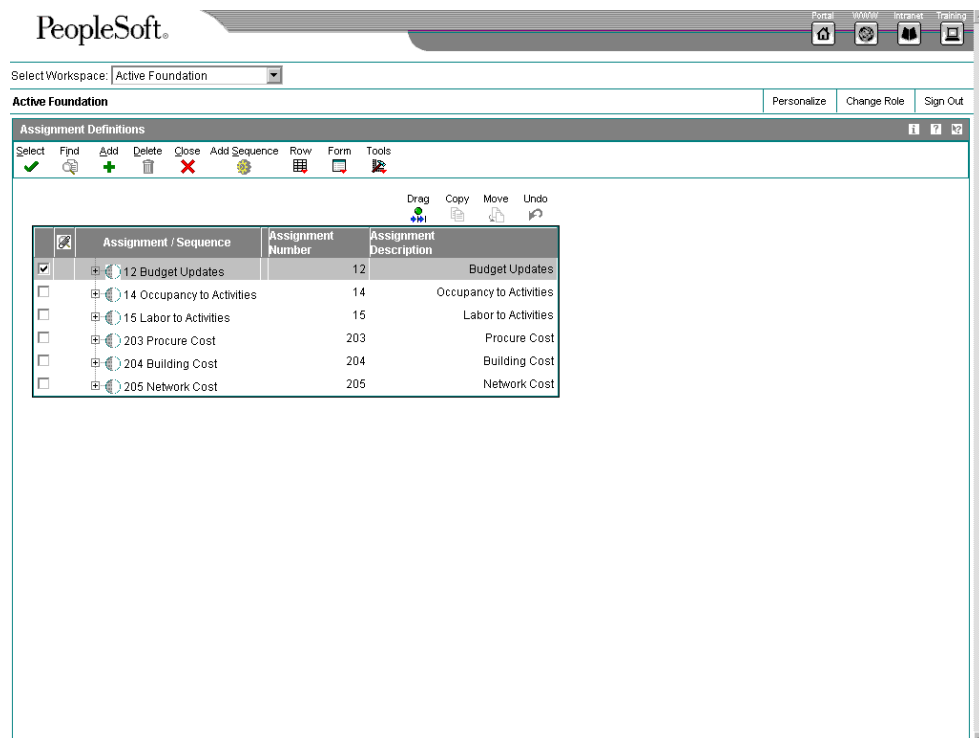 Portal WWW Intranet Training
PeopleSoft®
Select Workspace: Active Foundation
Active Foundation Personalize Change Role Sign Out
Assignment Definitions
Select Find Add Delete Close Add Sequence Row Form Tools
Drag Copy Move Undo
Assignment / Sequence Assignment Number Assignment Description
12 Budget Updates 12 Budget Updates
14 Occupancy to Activities 14 Occupancy to Activities
15 Labor to Activities 15 Labor to Activities
203 Procure Cost 203 Procure Cost
204 Building Cost 204 Building Cost
205 Network Cost 205 Network Cost